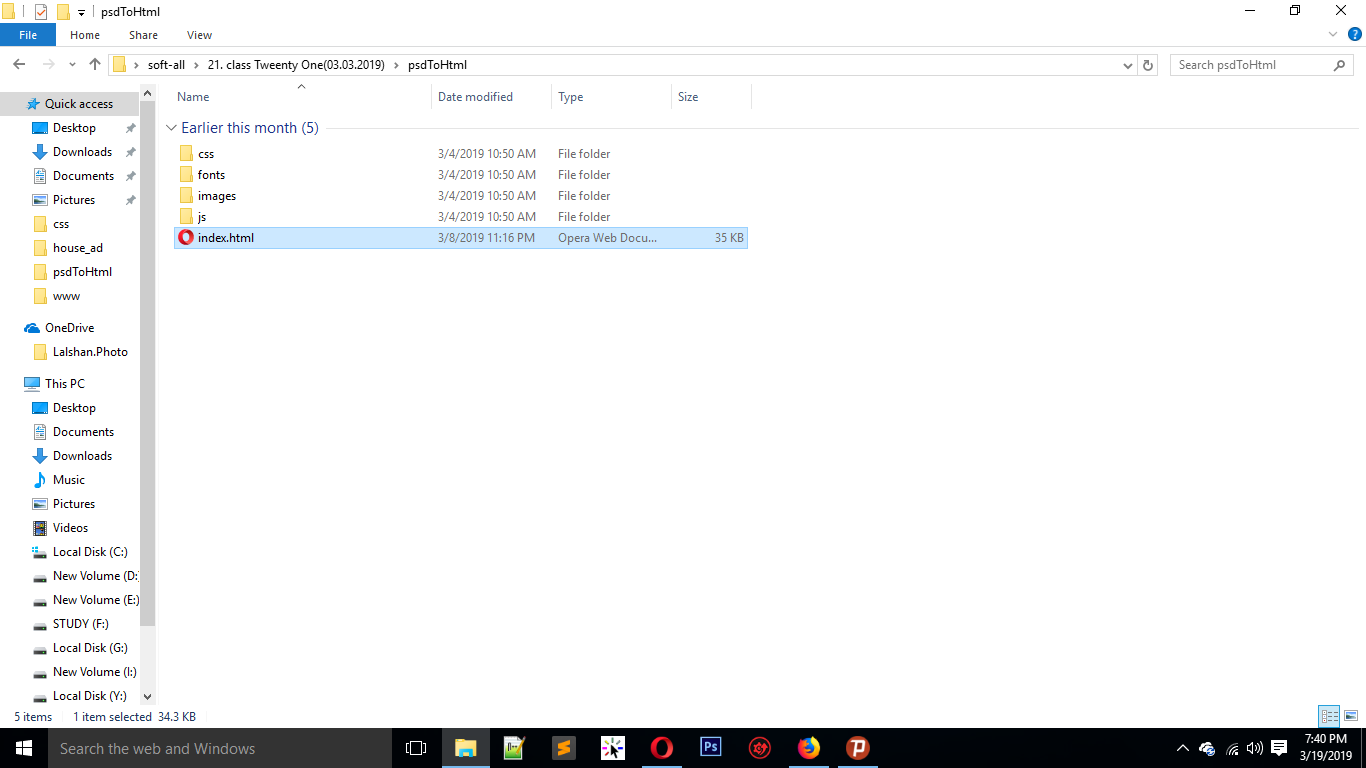 psdToHtml
File Home Share View
soft-all 21. class Tweenty One(03.03.2019) psdToHtml
Search psdToHtml
Name Date modified Type Size
Earlier this month (5)
css 3/4/2019 10:50 AM File folder
fonts 3/4/2019 10:50 AM File folder
images 3/4/2019 10:50 AM File folder
js 3/4/2019 10:50 AM File folder
index.html 3/8/2019 11:16 PM Opera Web Docu... 35 KB
Quick access
Desktop
Downloads
Documents
Pictures
css
house_ad
psdToHtml
www
OneDrive
Lalshan.Photo
This PC
Desktop
Documents
Downloads
Music
Pictures
Videos
Local Disk (C:)
New Volume (D:
New Volume (E:)
STUDY (F:)
Local Disk (G:)
New Volume (I:)
Local Disk (Y:)
5 items 1 item selected 34.3 KB
Search the web and Windows
Ps
7:40 PM
3/19/2019